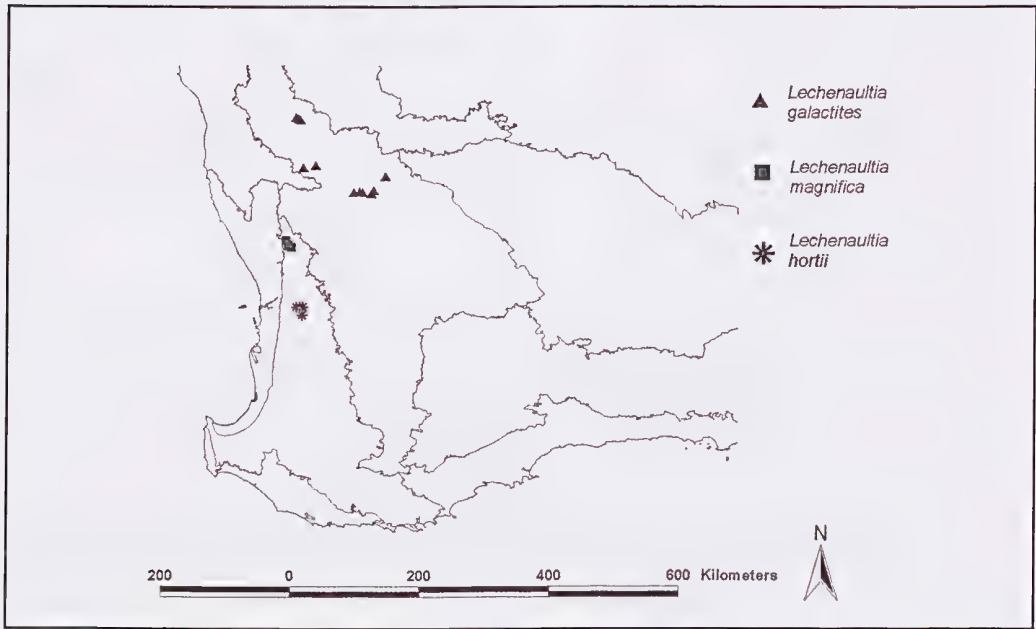 Lechenaultia
galactites
Lechenaultia
magnifica
Lechenaultia
hortii
N
200 0 200 400 600 Kilometers